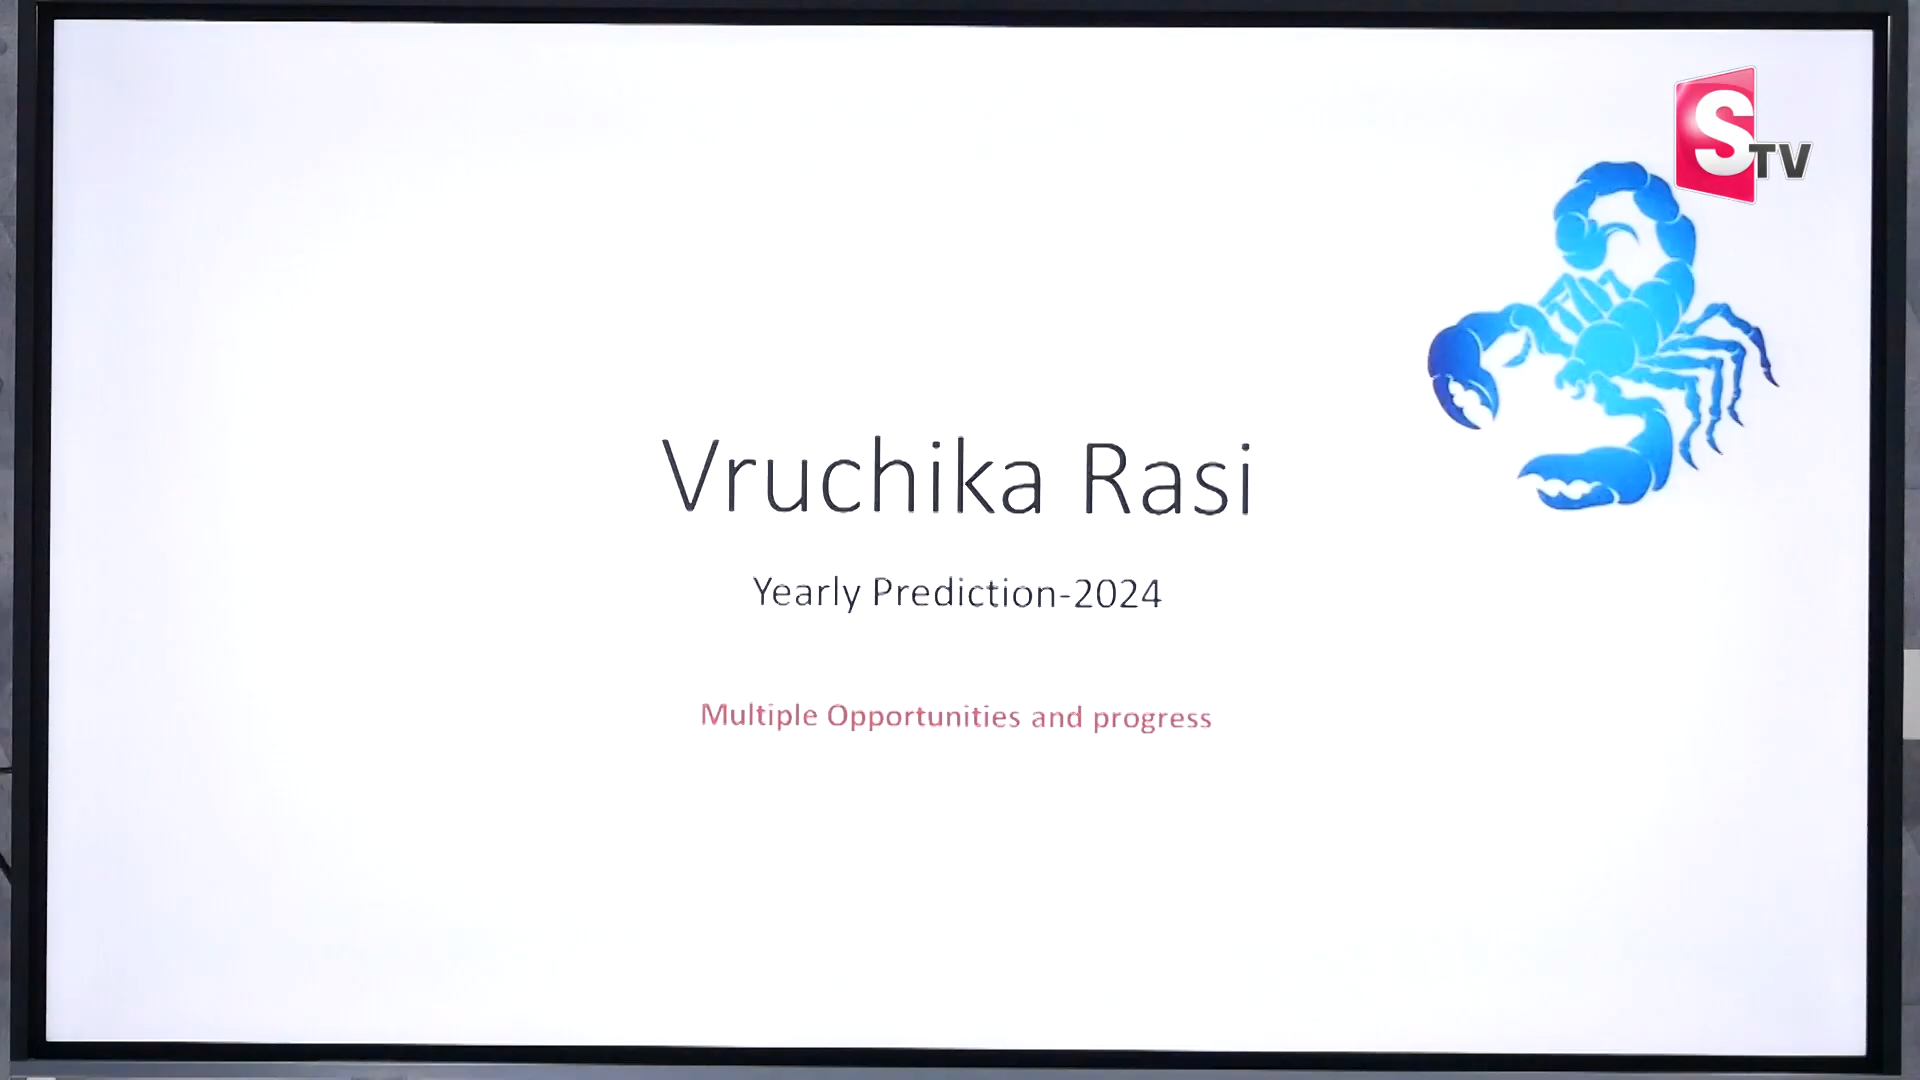 STV
Vruchika Rasi
Yearly Prediction-2024
Multiple Opportunities and progress